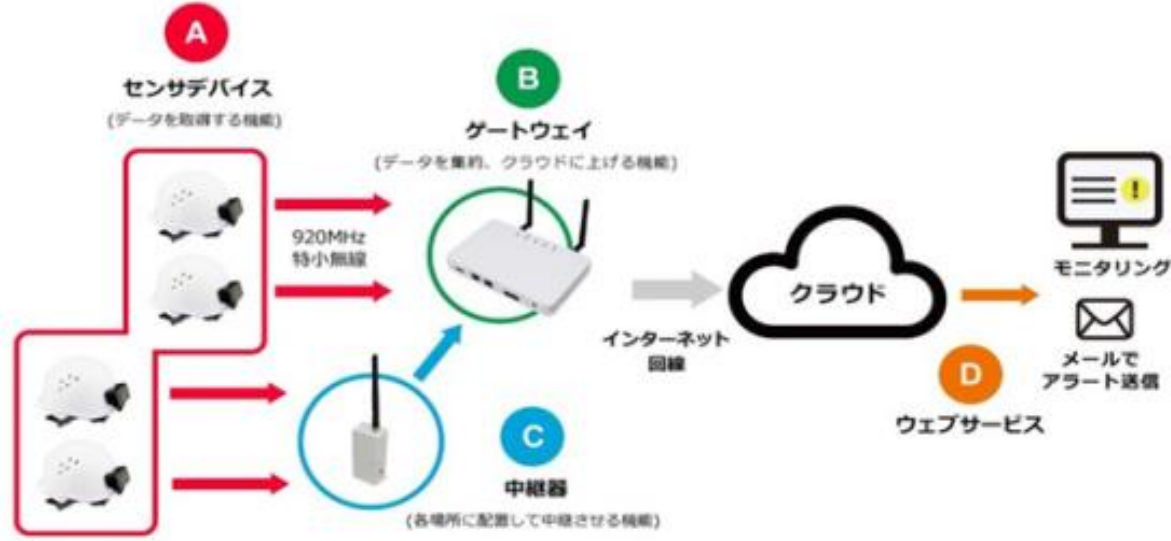 A
センサデバイス
(データを取得する機能)
B
ゲートウェイ
(データを集約、クラウドに上げる機能)
920MHz
特小無線
インターネット
回線
クラウド
!
モニタリング
メールで
アラート送信
D
ウェブサービス
C
中継器
(各場所に配置して中継させる機能)